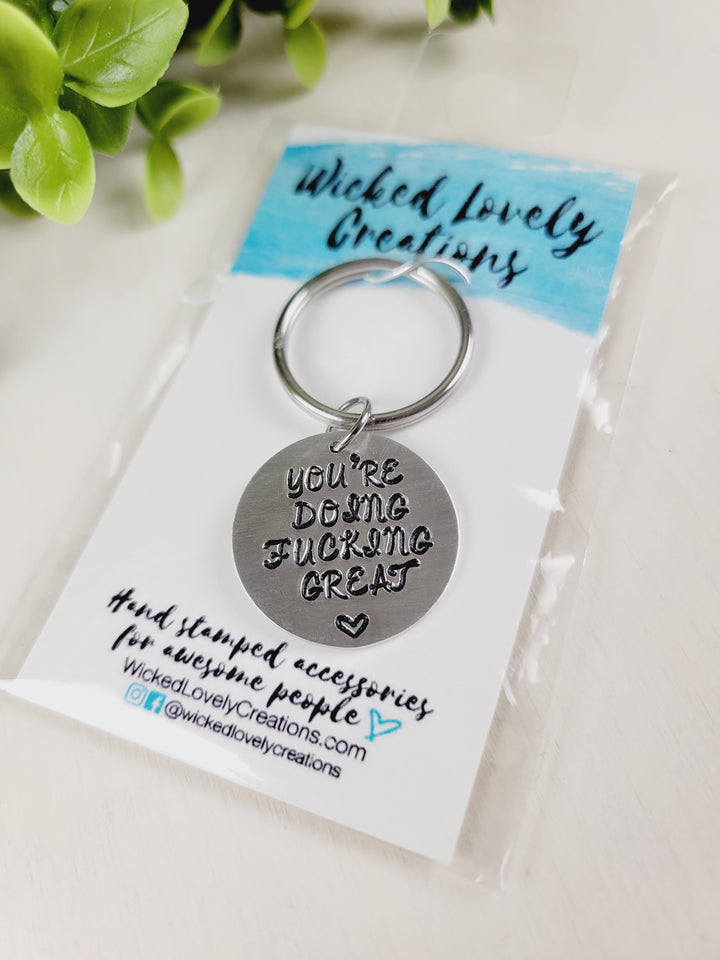 Wicked Lovely
Creations
YOU'RE
DOING
FUCKING
GREAT
Hand stamped accessories
for awesome people
WickedLovelyCreations.com
@wickedlovelycreations